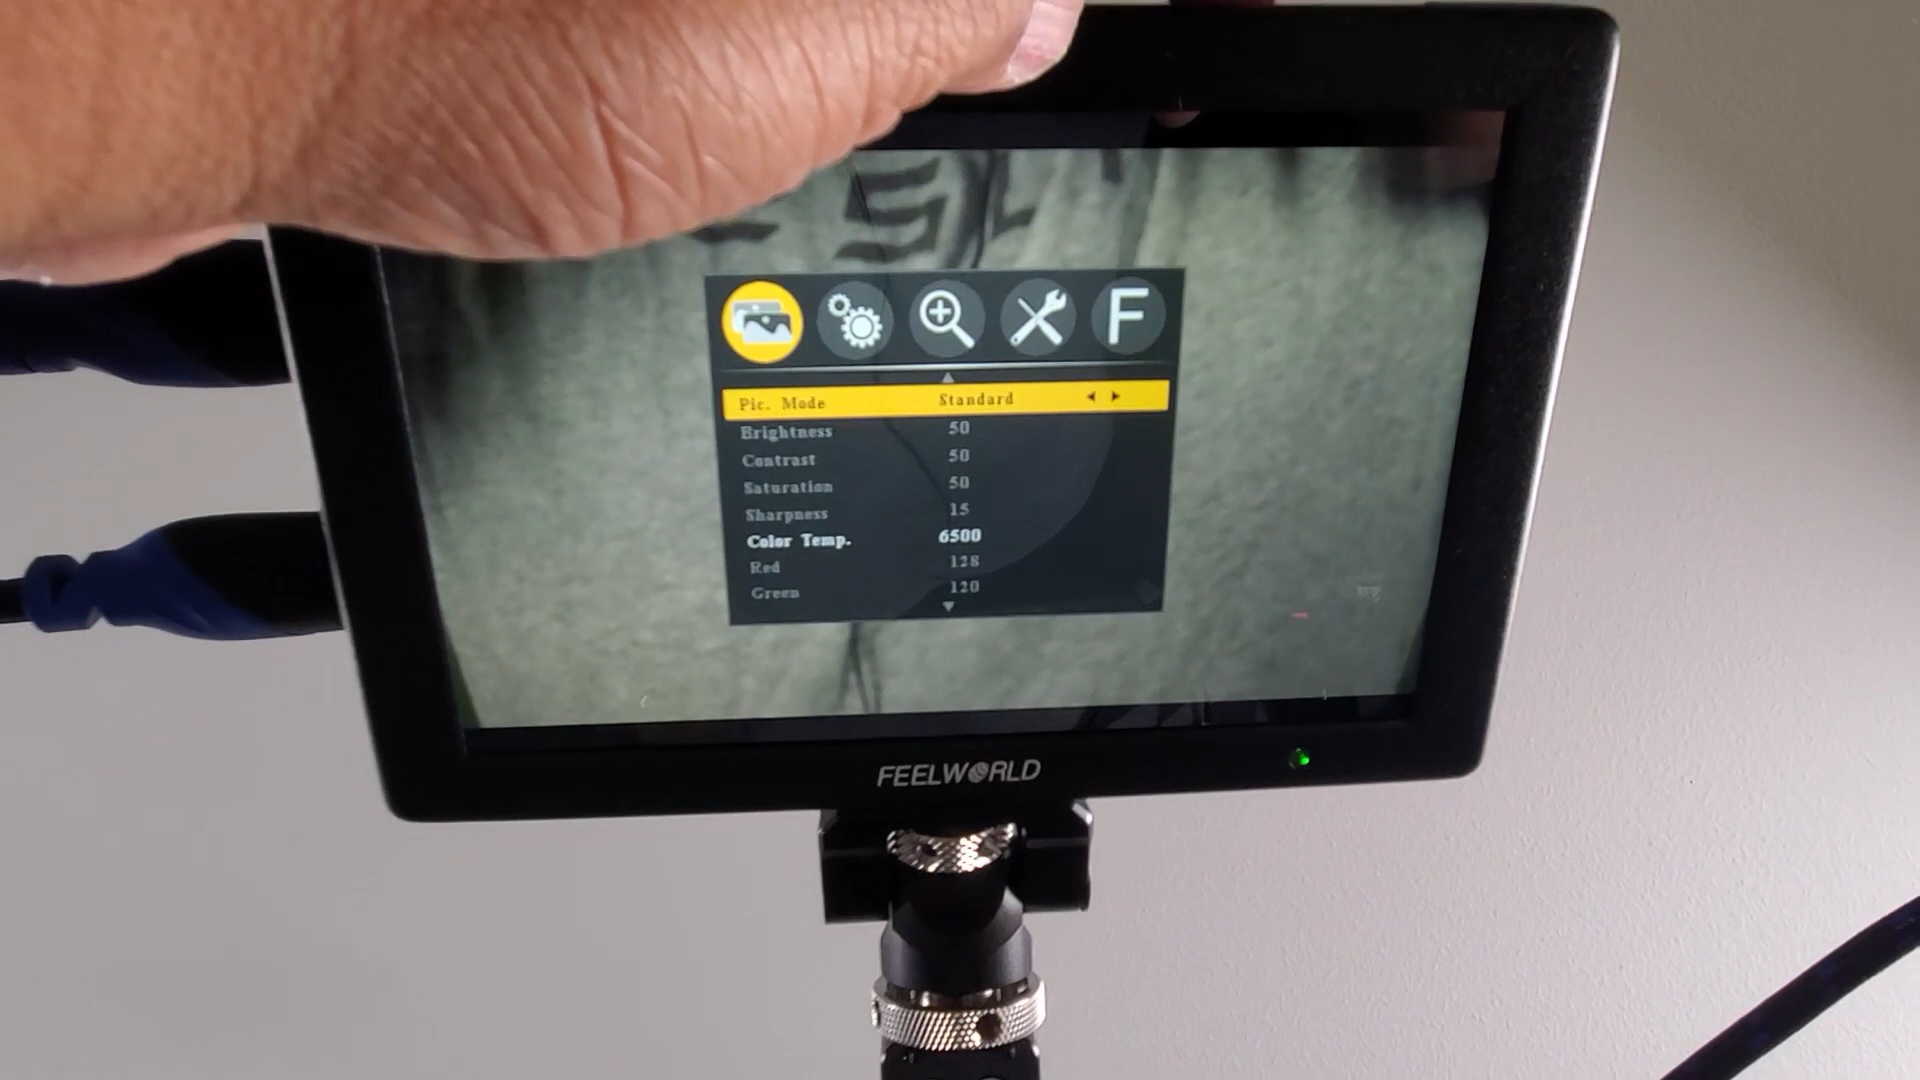 F
Pic. Mode Standard
Brightness 50
Contrast 50
Saturation 50
Sharpness 15
Color Temp. 6500
Red 128
Green 120
FEELWORLD